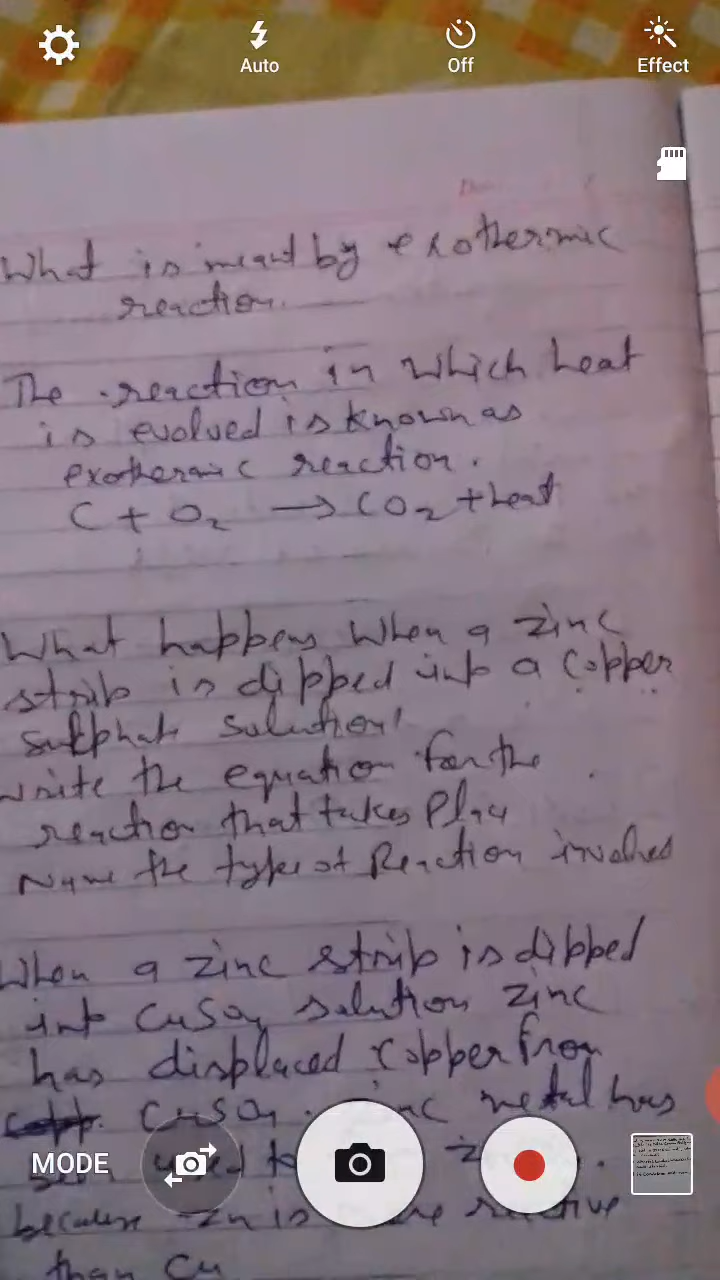 Auto
Off
Effect
What is meant by exothermic
reaction.
The reaction in which heat
is evolved is known as
exothermic reaction.
C + O₂ → CO₂ + heat
What happens when a zinc
strip is dipped into a copper
sulphate solution!
write the equation for the
reaction that takes place
Name the type of Reaction involves
When a zinc strip is dipped
into CuSO₄ solution zinc
has displaced copper from
CuSO₄. metal has
MODE
because Zn is reactive
than Cu